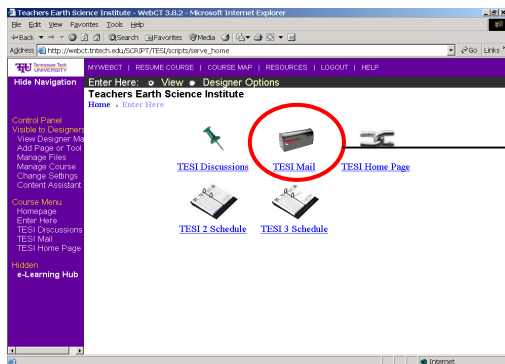 Teachers Earth Science Institute - WebCT 3.8.2 - Microsoft Internet Explorer
File Edit View Favorites Tools Help
Back Search Favorites Media
Address http://webct.tntech.edu/SCRIPT/TESI/scripts/serve_home Go Links »
TTU Tennessee Tech UNIVERSITY
MYWEBCT | RESUME COURSE | COURSE MAP | RESOURCES | LOGOUT | HELP
Hide Navigation
Enter Here: View Designer Options
Teachers Earth Science Institute
Home › Enter Here
Control Panel
Visible to Designers
View Designer Ma
Add Page or Tool
Manage Files
Manage Course
Change Settings
Content Assistant
Course Menu
Homepage
Enter Here
TESI Discussions
TESI Mail
TESI Home Page
Hidden
e-Learning Hub
TESI Discussions TESI Mail TESI Home Page
TESI 2 Schedule TESI 3 Schedule
Internet